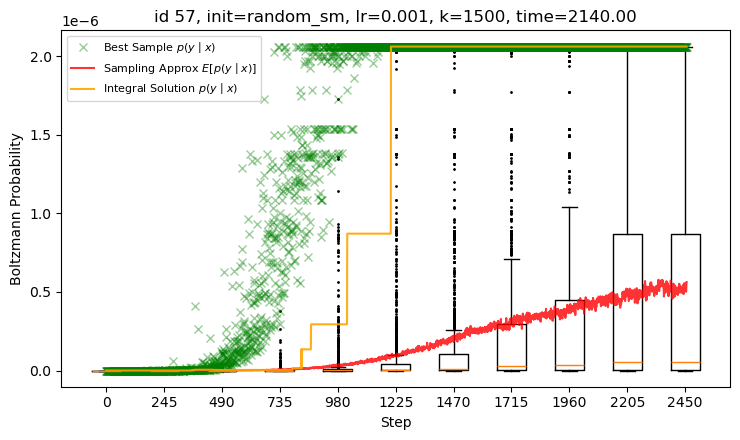 id 57, init=random_sm, lr=0.001, k=1500, time=2140.00
1e−6
Best Sample p(y | x)
Sampling Approx E[p(y | x)]
Integral Solution p(y | x)
2.0
1.5
1.0
0.5
0.0
Boltzmann Probability
0 245 490 735 980 1225 1470 1715 1960 2205 2450
Step